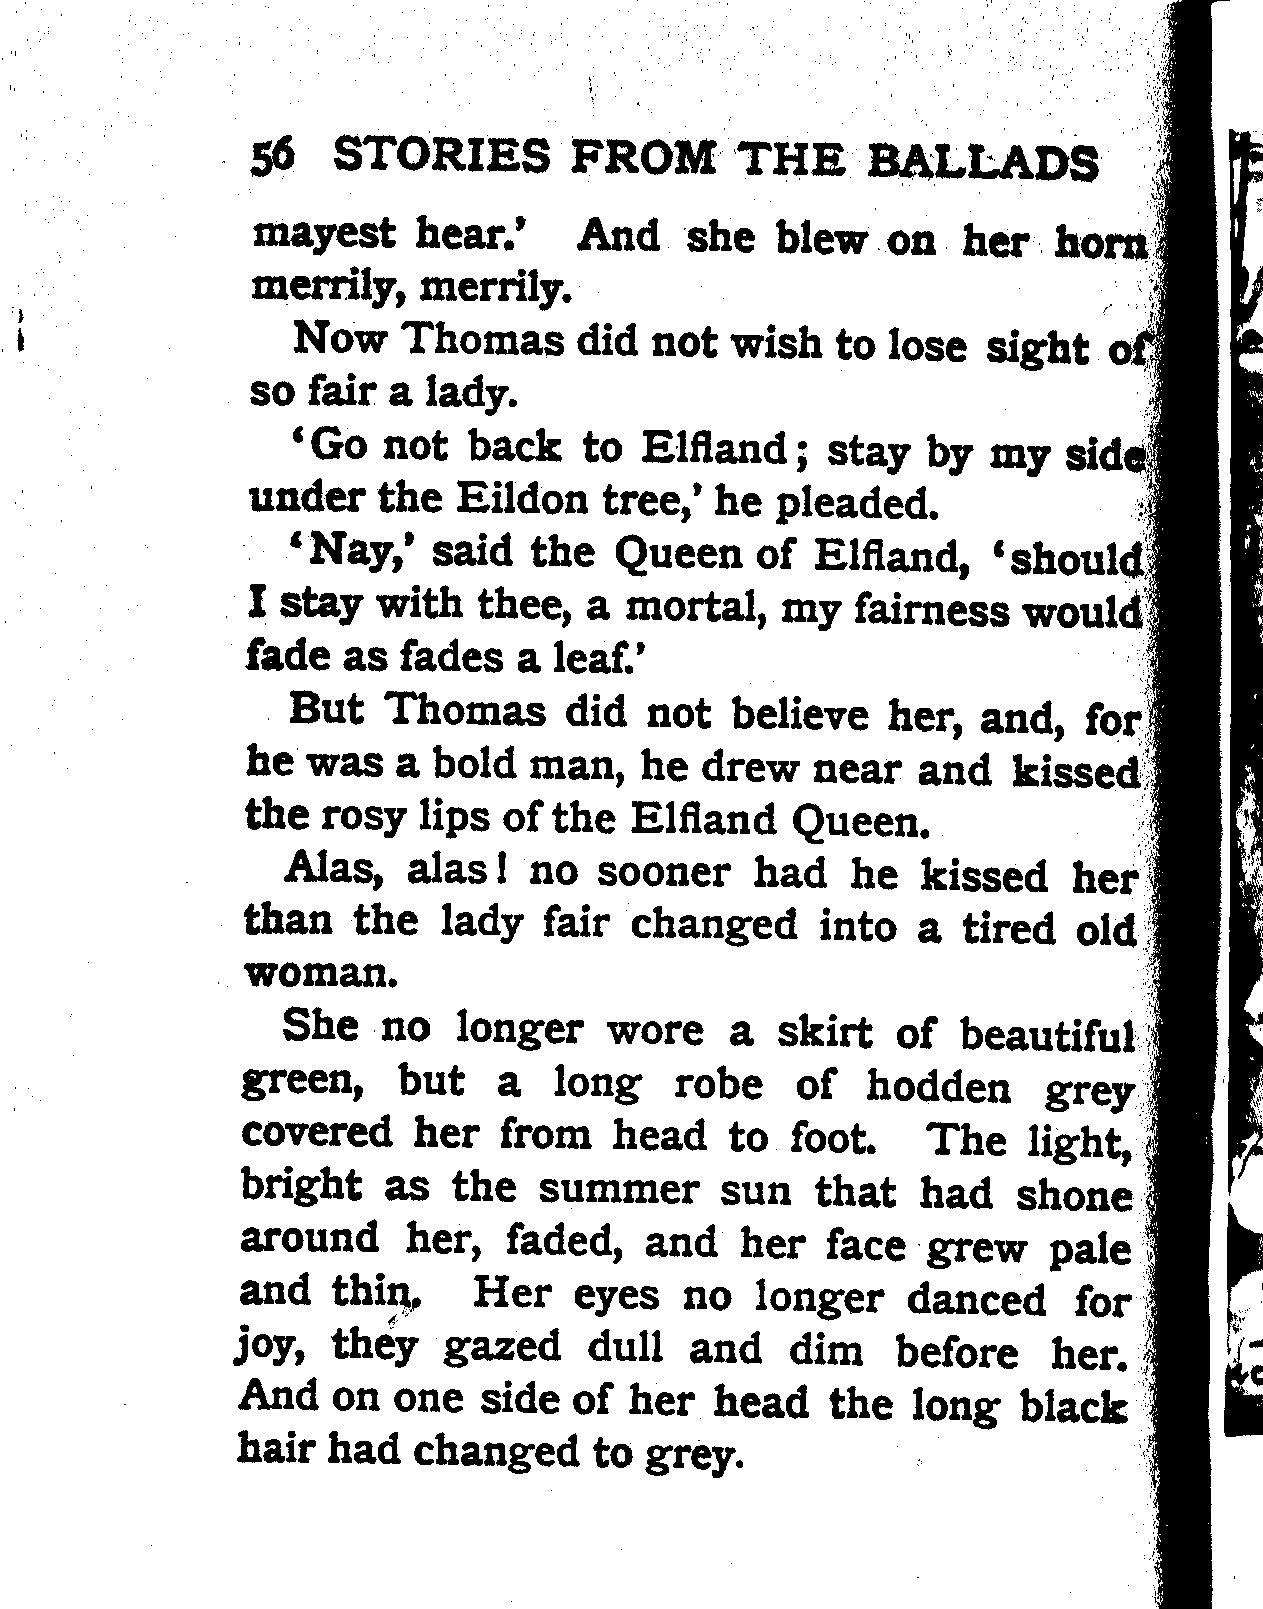 56 STORIES FROM THE BALLADS
mayest hear.’ And she blew on her horn
merrily, merrily.
Now Thomas did not wish to lose sight of
so fair a lady.
‘Go not back to Elfland; stay by my side
under the Eildon tree,’ he pleaded.
‘Nay,’ said the Queen of Elfland, ‘should
I stay with thee, a mortal, my fairness would
fade as fades a leaf.’
But Thomas did not believe her, and, for
he was a bold man, he drew near and kissed
the rosy lips of the Elfland Queen.
Alas, alas! no sooner had he kissed her
than the lady fair changed into a tired old
woman.
She no longer wore a skirt of beautiful
green, but a long robe of hodden grey
covered her from head to foot. The light,
bright as the summer sun that had shone
around her, faded, and her face grew pale
and thin. Her eyes no longer danced for
joy, they gazed dull and dim before her.
And on one side of her head the long black
hair had changed to grey.